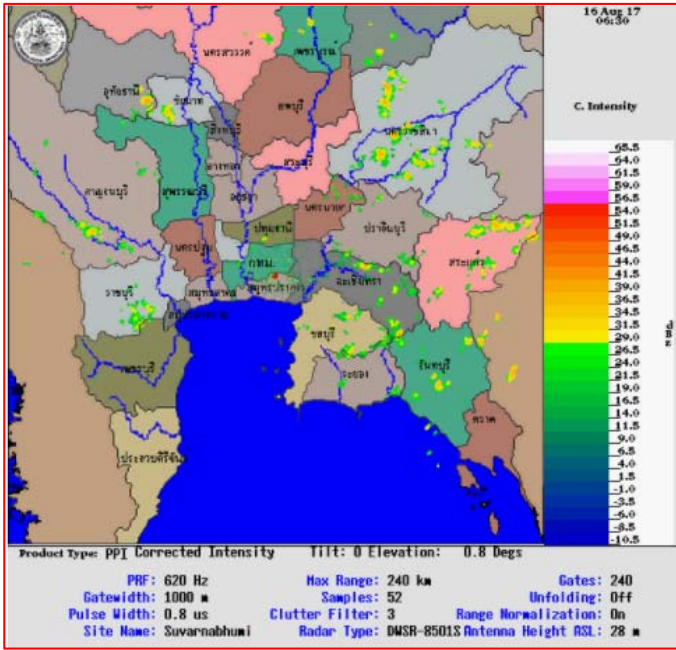 16 Aug 17
06:30
C. Intensity
นครสวรรค์
เพชรบูรณ์
อุทัยธานี
ชัยนาท
ลพบุรี
สิงห์บุรี
นครราชสีมา
สระบุรี
อ่างทอง
กาญจนบุรี
สุพรรณบุรี
อยุธยา
นครนายก
ปราจีนบุรี
ปทุมธานี
นครปฐม
กทม.
สระแก้ว
ราชบุรี
สมุทรสาคร
สมุทรปราการ
ฉะเชิงเทรา
ชลบุรี
เพชรบุรี
ระยอง
จันทบุรี
ตราด
65.5
64.0
61.5
59.0
56.5
54.0
51.5
49.0
46.5
44.0
41.5
39.0
36.5
34.0
31.5
29.0
26.5
24.0
21.5
19.0
16.5
14.0
11.5
9.0
6.5
4.0
1.5
-1.0
-3.5
-6.0
-8.5
-10.5
Product Type: PPI Corrected Intensity Tilt: 0 Elevation: 0.8 Degs
PRF: 620 Hz Max Range: 240 km Gates: 240
Gatewidth: 1000 m Samples: 52 Unfolding: Off
Pulse Width: 0.8 us Clutter Filter: 3 Range Normalization: On
Site Name: Suvarnabhumi Radar Type: DWSR-8501S Antenna Height ASL: 28 m